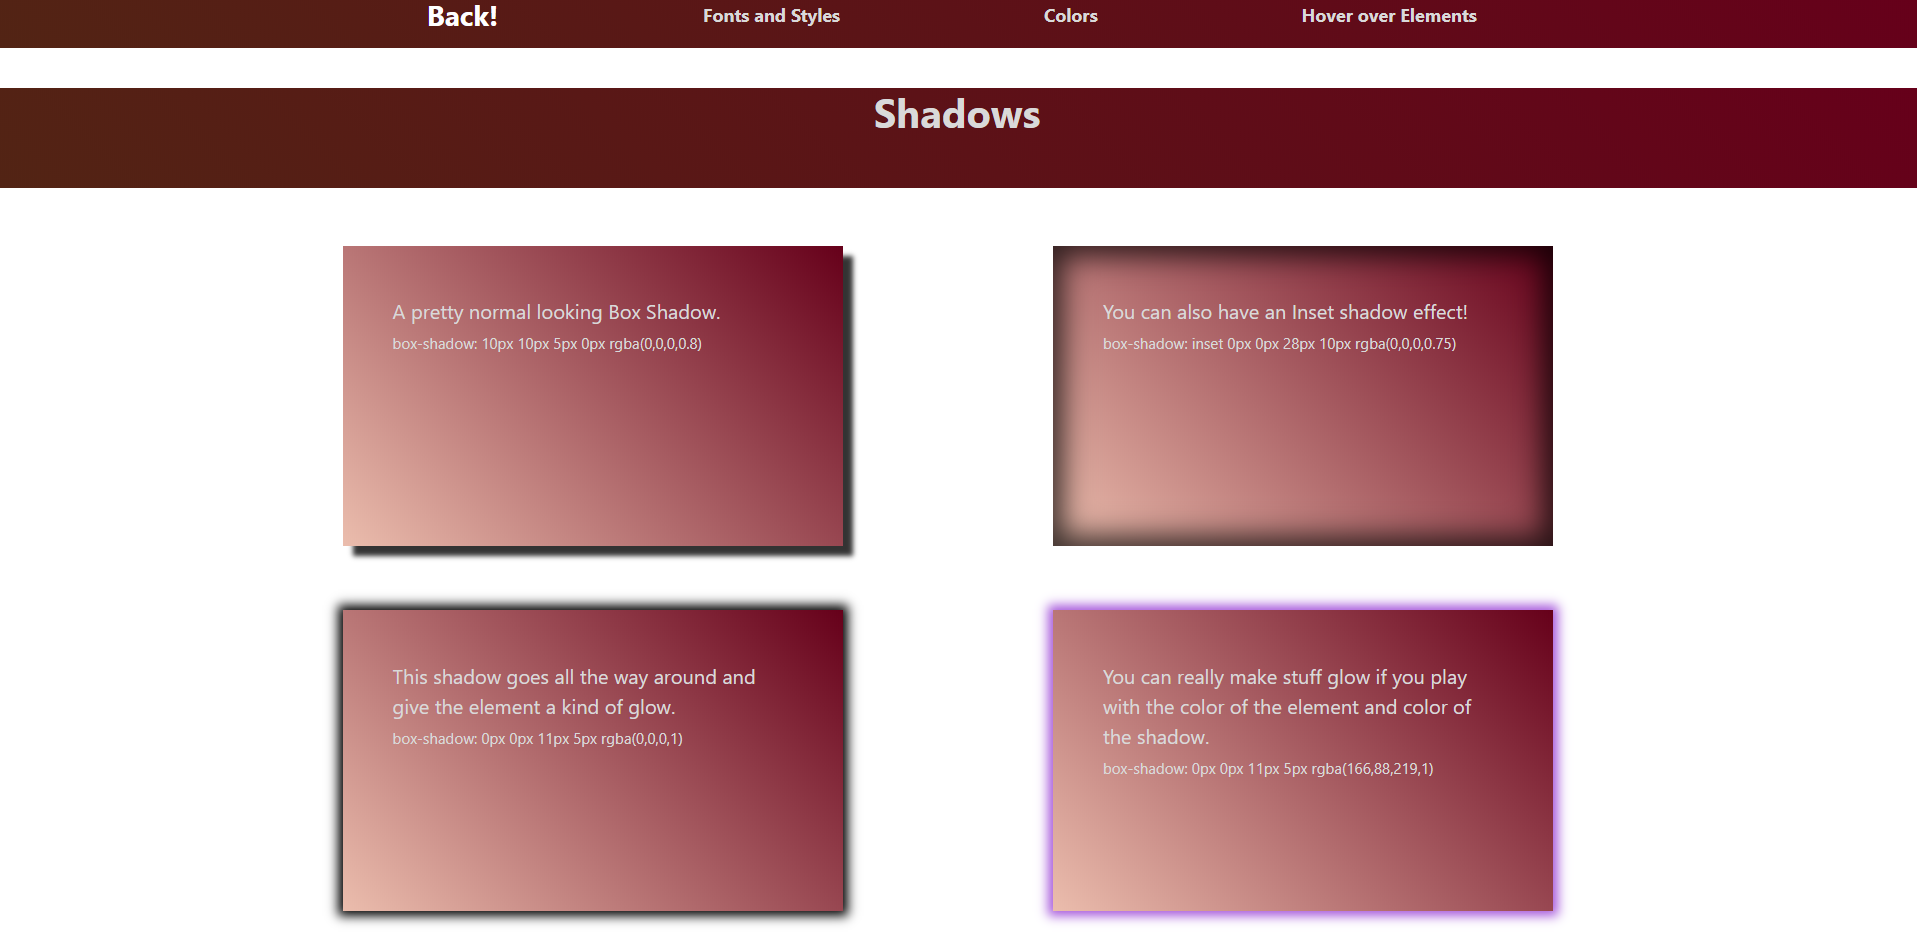 Back!
Fonts and Styles
Colors
Hover over Elements
Shadows
A pretty normal looking Box Shadow.
box-shadow: 10px 10px 5px 0px rgba(0,0,0,0.8)
You can also have an Inset shadow effect!
box-shadow: inset 0px 0px 28px 10px rgba(0,0,0,0.75)
This shadow goes all the way around and
give the element a kind of glow.
box-shadow: 0px 0px 11px 5px rgba(0,0,0,1)
You can really make stuff glow if you play
with the color of the element and color of
the shadow.
box-shadow: 0px 0px 11px 5px rgba(166,88,219,1)